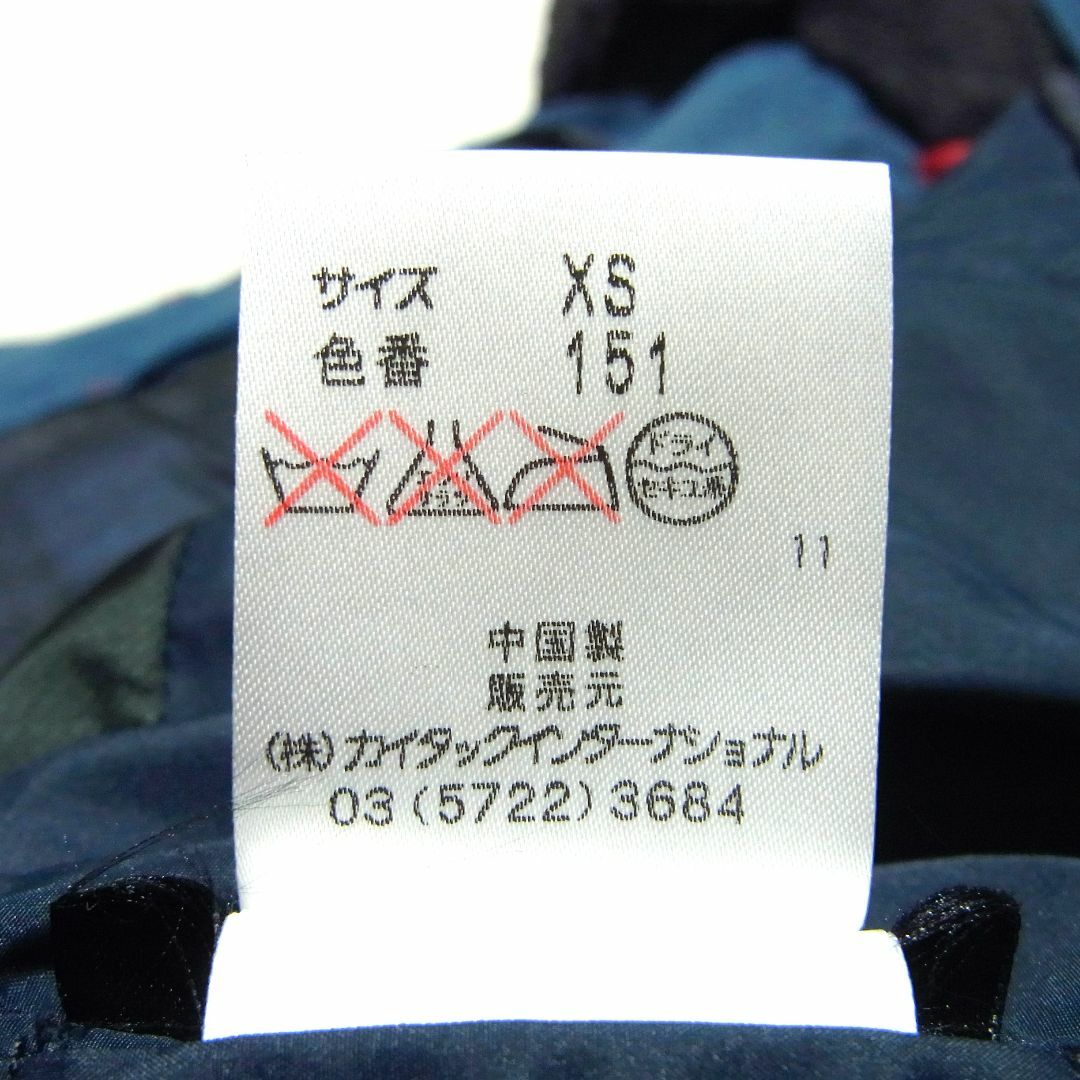 サイズ XS
色番 151
ドライ
セキユ系
11
中国製
販売元
(株)カイタックインターナショナル
03(5722)3684